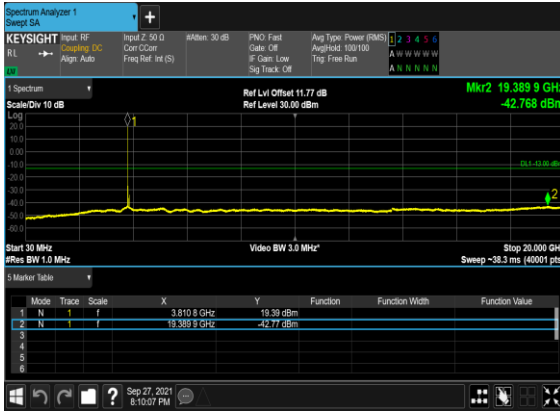 Spectrum Analyzer 1
Swept SA
KEYSIGHT Input: RF Input Z: 50 Ω #Atten: 30 dB PNO: Fast Avg Type: Power (RMS) 1 2 3 4 5 6
RL Coupling: DC Corr CCorr Gate: Off Avg|Hold: 100/100 A W W W W W
Align: Auto Freq Ref: Int (S) IF Gain: Low Trig: Free Run
Sig Track: Off A N N N N N
1 Spectrum Ref Lvl Offset 11.77 dB Mkr2 19.389 9 GHz
Scale/Div 10 dB Ref Level 30.00 dBm -42.768 dBm
Log
20.0
10.0
0.00
-10.0
DL1 -13.00 dBm
-20.0
-30.0
-40.0
-50.0
-60.0
1
2
Start 30 MHz Video BW 3.0 MHz* Stop 20.000 GHz
#Res BW 1.0 MHz Sweep ~38.3 ms (40001 pts)
5 Marker Table
Mode Trace Scale X Y Function Function Width Function Value
1 N 1 f 3.810 8 GHz 19.39 dBm
2 N 1 f 19.389 9 GHz -42.77 dBm
3
4
5
6
Sep 27, 2021
8:10:07 PM